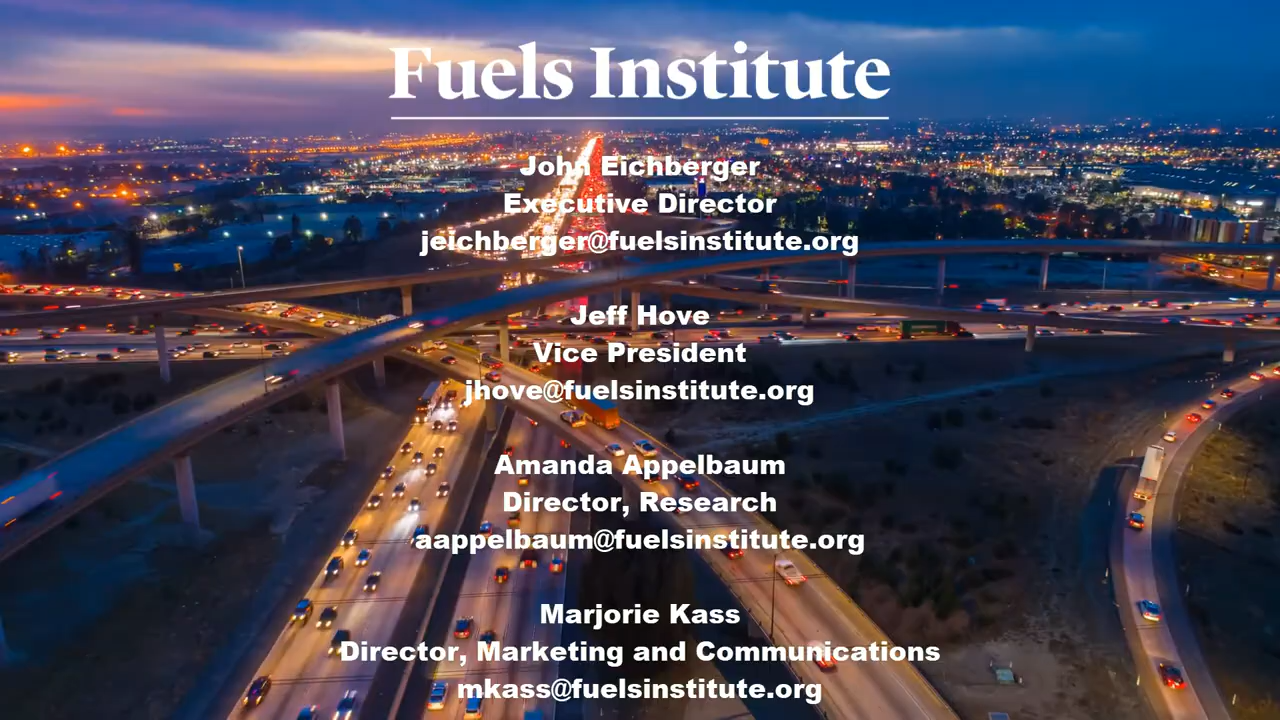 Fuels Institute
John Eichberger
Executive Director
jeichberger@fuelsinstitute.org
Jeff Hove
Vice President
jhove@fuelsinstitute.org
Amanda Appelbaum
Director, Research
aappelbaum@fuelsinstitute.org
Marjorie Kass
Director, Marketing and Communications
mkass@fuelsinstitute.org